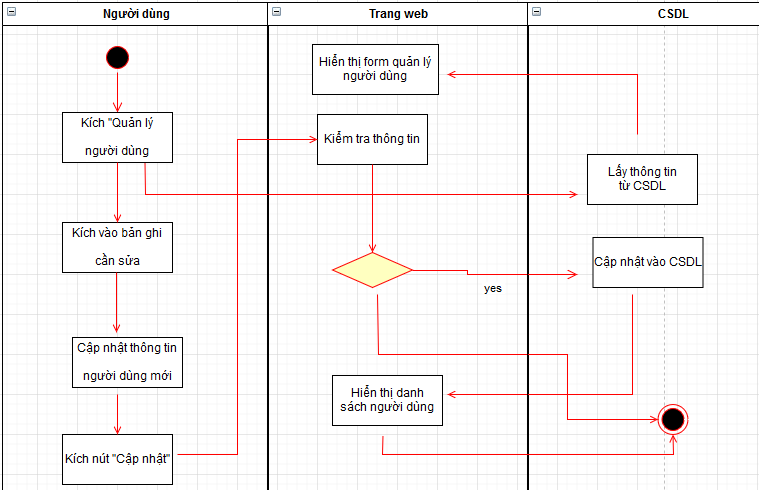 Người dùng
Trang web
CSDL
Hiển thị form quản lý
người dùng
Kích "Quản lý
người dùng
Kiểm tra thông tin
Lấy thông tin
từ CSDL
Kích vào bản ghi
cần sửa
Cập nhật vào CSDL
yes
Cập nhật thông tin
người dùng mới
Hiển thị danh
sách người dùng
Kích nút "Cập nhật"